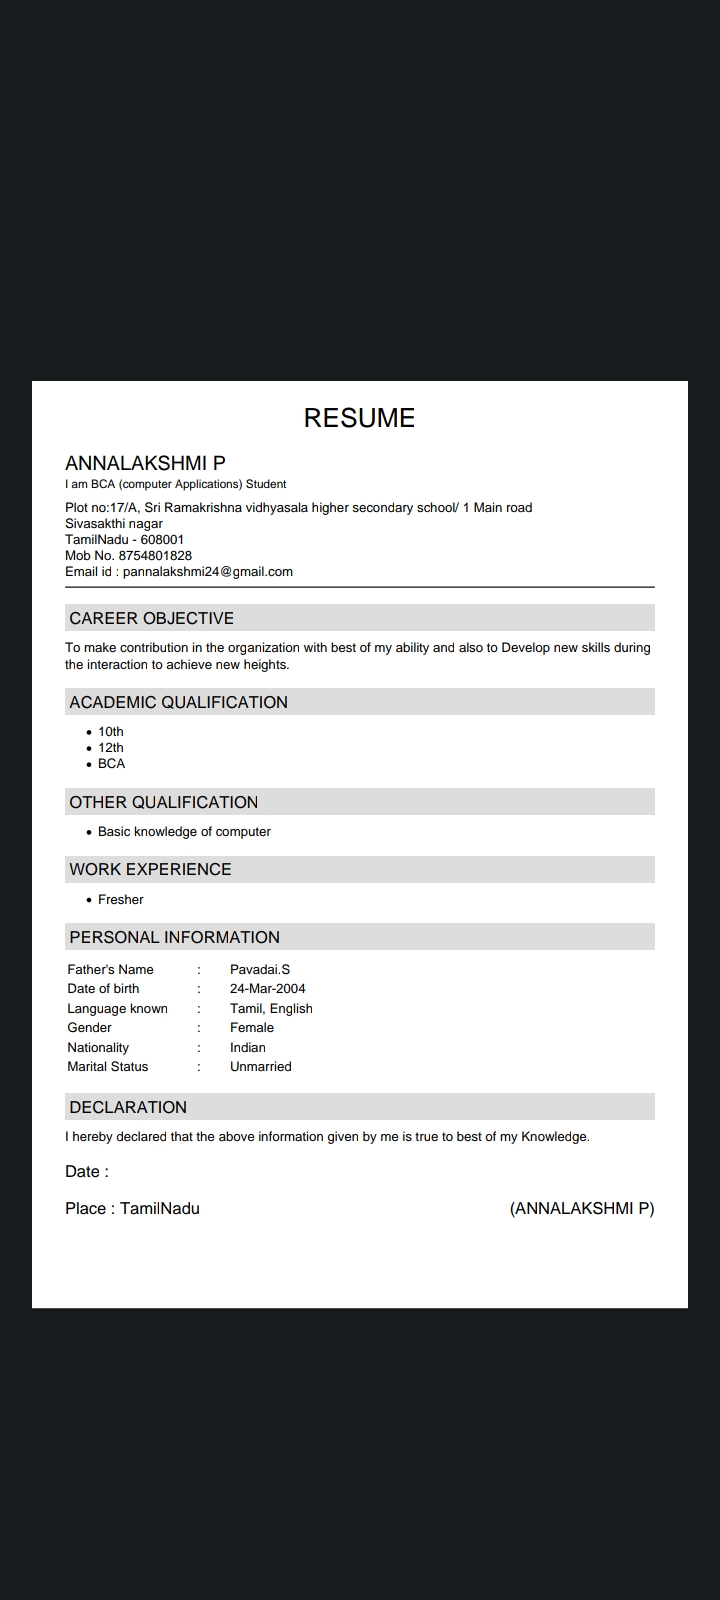 RESUME
ANNALAKSHMI P
I am BCA (computer Applications) Student
Plot no:17/A, Sri Ramakrishna vidhyasala higher secondary school/ 1 Main road
Sivasakthi nagar
TamilNadu - 608001
Mob No. 8754801828
Email id : pannalakshmi24@gmail.com
CAREER OBJECTIVE
To make contribution in the organization with best of my ability and also to Develop new skills during
the interaction to achieve new heights.
ACADEMIC QUALIFICATION
• 10th
• 12th
• BCA
OTHER QUALIFICATION
• Basic knowledge of computer
WORK EXPERIENCE
• Fresher
PERSONAL INFORMATION
Father's Name : Pavadai.S
Date of birth : 24-Mar-2004
Language known : Tamil, English
Gender : Female
Nationality : Indian
Marital Status : Unmarried
DECLARATION
I hereby declared that the above information given by me is true to best of my Knowledge.
Date :
Place : TamilNadu (ANNALAKSHMI P)